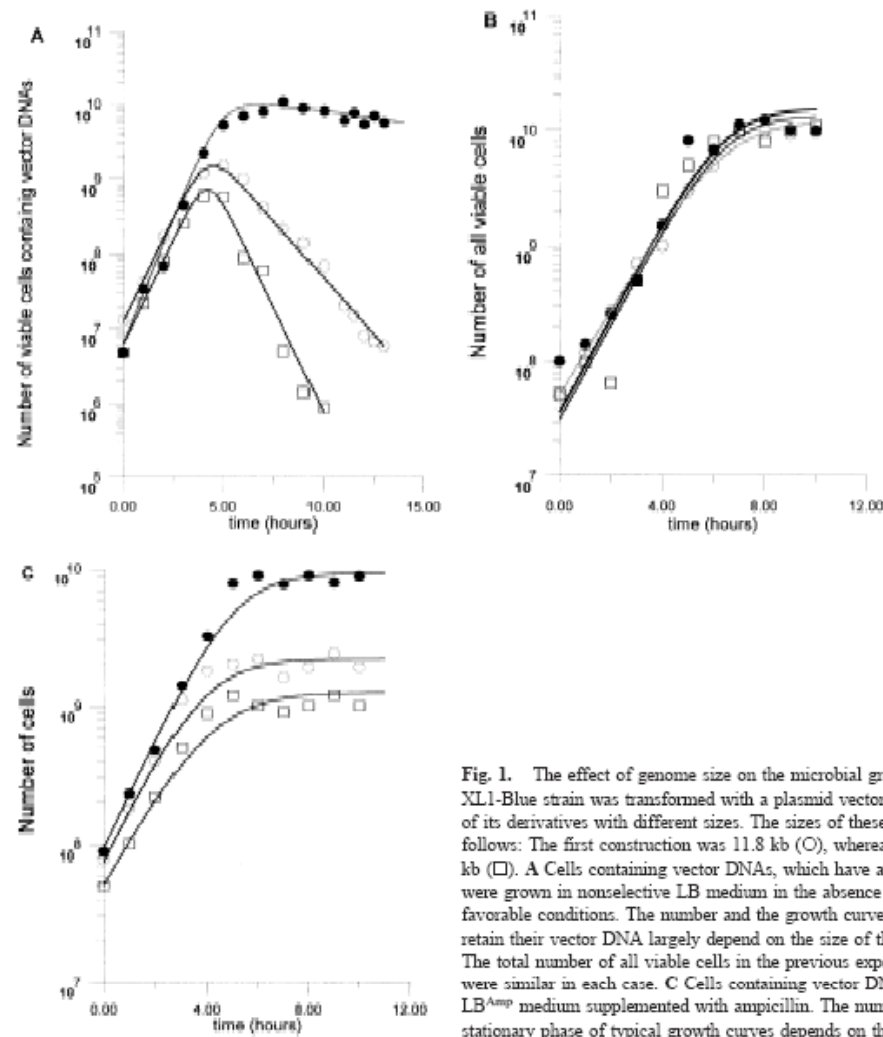 A
10^11
10^10
10^9
10^8
10^7
10^6
10^5
Number of viable cells containig vector DNAs
0.00 5.00 10.00 15.00
time (hours)
B
10^11
10^10
10^9
10^8
10^7
Number of all viable cells
0.00 4.00 8.00 12.00
time (hours)
C
10^10
10^9
10^8
10^7
Number of cells
0.00 4.00 8.00 12.00
time (hours)
Fig. 1. The effect of genome size on the microbial gr
XL1-Blue strain was transformed with a plasmid vector
of its derivatives with different sizes. The sizes of these
follows: The first construction was 11.8 kb (○), wherea
kb (□). A Cells containing vector DNAs, which have a
were grown in nonselective LB medium in the absence
favorable conditions. The number and the growth curve
retain their vector DNA largely depend on the size of th
The total number of all viable cells in the previous expe
were similar in each case. C Cells containing vector DN
LB^Amp medium supplemented with ampicillin. The num
stationary phase of typical growth curves depends on th